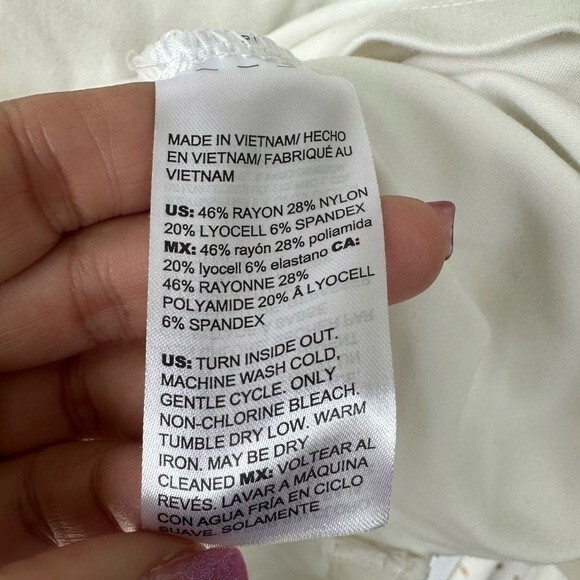 MADE IN VIETNAM/ HECHO
EN VIETNAM/ FABRIQUÉ AU
VIETNAM
US: 46% RAYON 28% NYLON
20% LYOCELL 6% SPANDEX
MX: 46% rayón 28% poliamida
20% lyocell 6% elastano CA:
46% RAYONNE 28%
POLYAMIDE 20% Â LYOCELL
6% SPANDEX
US: TURN INSIDE OUT.
MACHINE WASH COLD,
GENTLE CYCLE. ONLY
NON-CHLORINE BLEACH.
TUMBLE DRY LOW. WARM
IRON. MAY BE DRY
CLEANED MX: VOLTEAR AL
REVÉS. LAVAR A MÁQUINA
CON AGUA FRÍA EN CICLO
SUAVE. SOLAMENTE